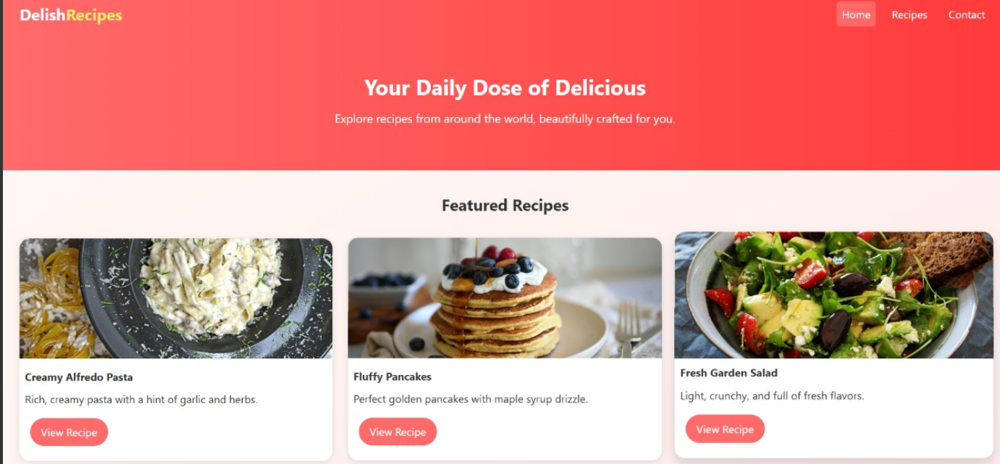 DelishRecipes
Home Recipes Contact
Your Daily Dose of Delicious
Explore recipes from around the world, beautifully crafted for you.
Featured Recipes
Creamy Alfredo Pasta
Rich, creamy pasta with a hint of garlic and herbs.
View Recipe
Fluffy Pancakes
Perfect golden pancakes with maple syrup drizzle.
View Recipe
Fresh Garden Salad
Light, crunchy, and full of fresh flavors.
View Recipe